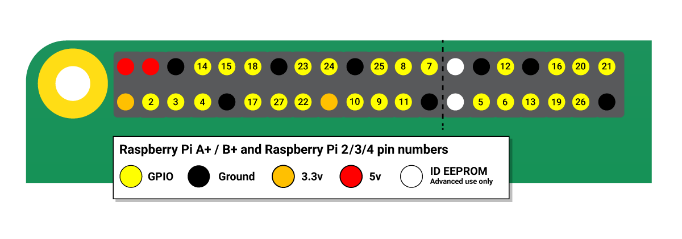 14 15 18 23 24 25 8 7 12 16 20 21
2 3 4 17 27 22 10 9 11 5 6 13 19 26
Raspberry Pi A+ / B+ and Raspberry Pi 2/3/4 pin numbers
GPIO Ground 3.3v 5v ID EEPROM
Advanced use only